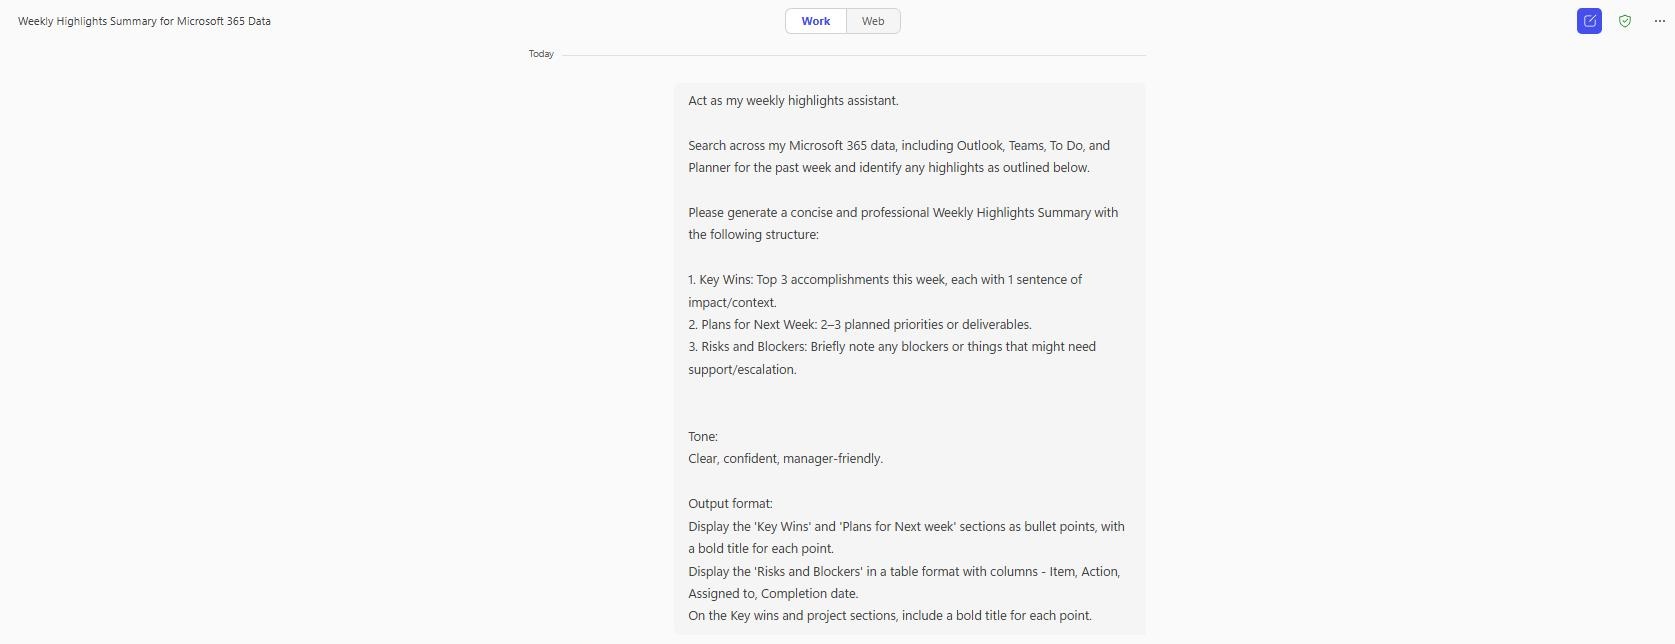 Weekly Highlights Summary for Microsoft 365 Data
Work
Web
Today
Act as my weekly highlights assistant.
Search across my Microsoft 365 data, including Outlook, Teams, To Do, and
Planner for the past week and identify any highlights as outlined below.
Please generate a concise and professional Weekly Highlights Summary with
the following structure:
1. Key Wins: Top 3 accomplishments this week, each with 1 sentence of
impact/context.
2. Plans for Next Week: 2–3 planned priorities or deliverables.
3. Risks and Blockers: Briefly note any blockers or things that might need
support/escalation.
Tone:
Clear, confident, manager-friendly.
Output format:
Display the 'Key Wins' and 'Plans for Next week' sections as bullet points, with
a bold title for each point.
Display the 'Risks and Blockers' in a table format with columns - Item, Action,
Assigned to, Completion date.
On the Key wins and project sections, include a bold title for each point.